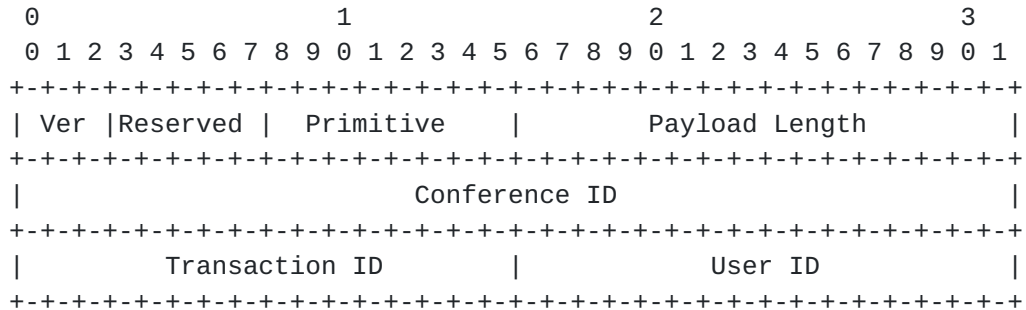 0                   1                   2                   3
 0 1 2 3 4 5 6 7 8 9 0 1 2 3 4 5 6 7 8 9 0 1 2 3 4 5 6 7 8 9 0 1
+-+-+-+-+-+-+-+-+-+-+-+-+-+-+-+-+-+-+-+-+-+-+-+-+-+-+-+-+-+-+-+-+
| Ver |Reserved |  Primitive    |        Payload Length         |
+-+-+-+-+-+-+-+-+-+-+-+-+-+-+-+-+-+-+-+-+-+-+-+-+-+-+-+-+-+-+-+-+
|                         Conference ID                         |
+-+-+-+-+-+-+-+-+-+-+-+-+-+-+-+-+-+-+-+-+-+-+-+-+-+-+-+-+-+-+-+-+
|         Transaction ID        |            User ID            |
+-+-+-+-+-+-+-+-+-+-+-+-+-+-+-+-+-+-+-+-+-+-+-+-+-+-+-+-+-+-+-+-+